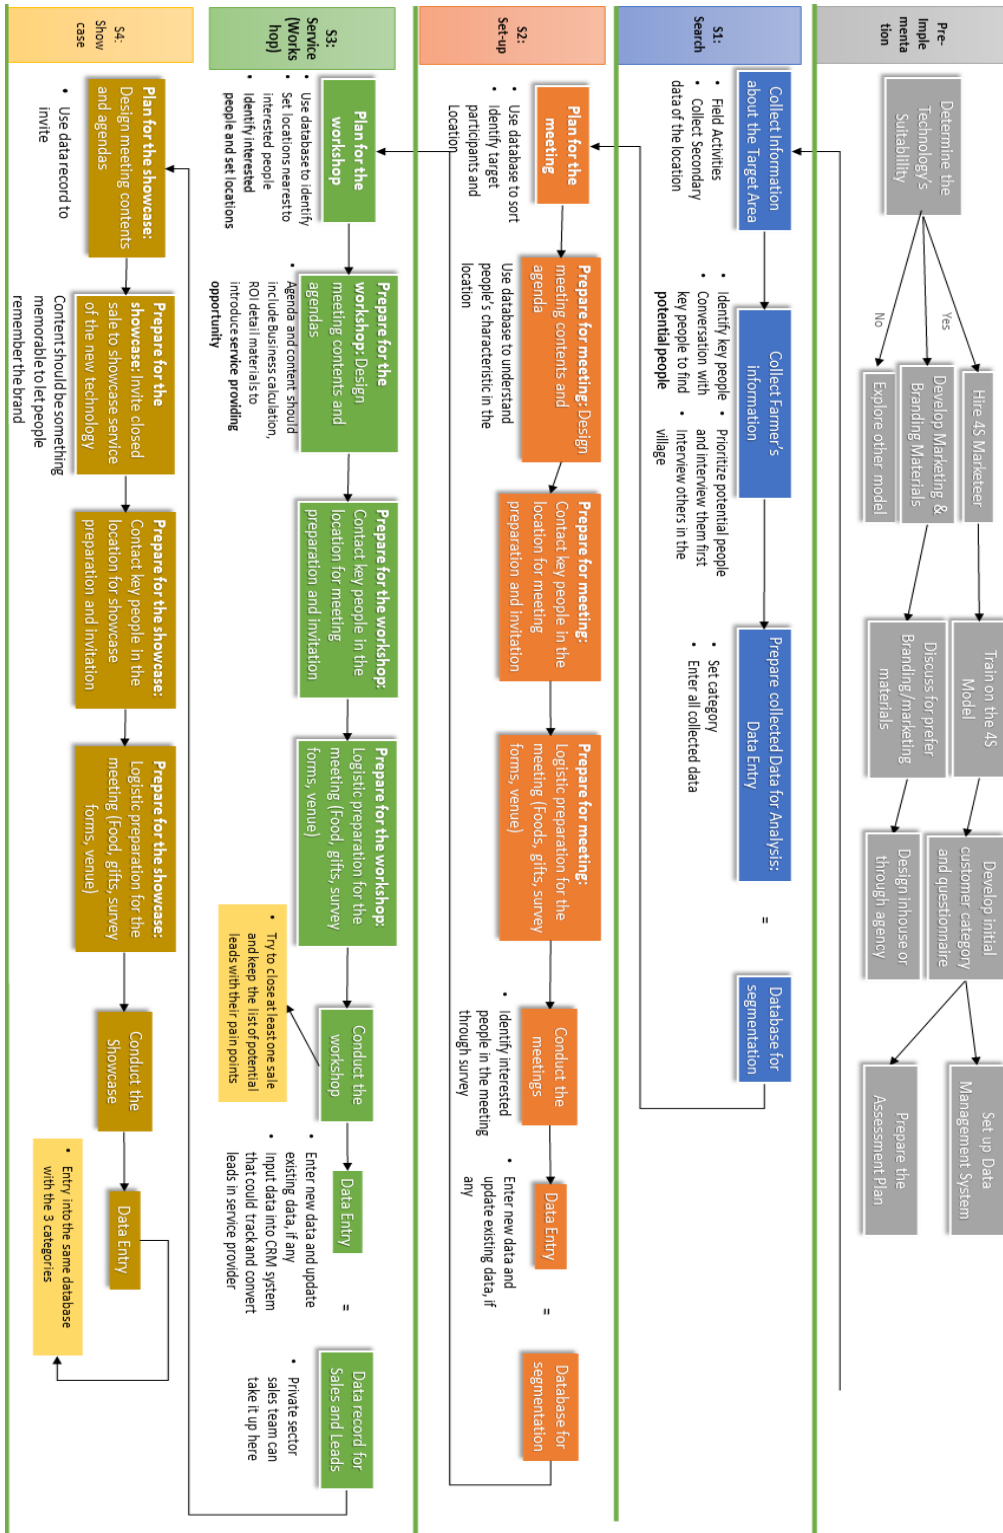 Pre-
Imple
menta
tion
Determine the
Technology's
Suitablility
Yes
No
Hire 4S Marketeer
Develop Marketing &
Branding Materials
Explore other model
Train on the 4S
Model
Discuss for prefer
Branding/marketing
materials
Develop initial
customer category
and questionnaire
Design inhouse or
through agency
Set up Data
Management System
Prepare the
Assessment Plan
S1:
Search
Collect Information
about the Target Area
• Field Activities
• Collect Secondary
data of the location
Collect Farmer's
information
• Identify key people
• Conversation with
key people to find
potential people
• Prioritize potential people
and interview them first
• Interview others in the
village
Prepare collected Data for Analysis:
Data Entry
• Set category
• Enter all collected data
=
Database for
segmentation
S2:
Set-up
Plan for the
meeting
• Use database to sort
• Identify target
participants and
Location
Prepare for meeting: Design
meeting contents and
agenda
Use database to understand
people's characteristic in the
location
Prepare for meeting:
Contact key people in the
location for meeting
preparation and invitation
Prepare for meeting:
Logistic preparation for the
meeting (Foods, gifts, survey
forms, venue)
Conduct the
meetings
• identify interested
people in the meeting
through survey
Data Entry
• Enter new data and
update existing data, if
any
=
Database for
segmentation
S3:
Service
(Works
hop)
Plan for the
workshop
• Use database to identify
• Set locations nearest to
interested people
• Identify interested
people and set locations
Prepare for the
workshop: Design
meeting contents and
agendas
• Agenda and content should
include Business calculation,
ROI detail materials to
introduce service providing
opportunity
Prepare for the workshop:
Contact key people in the
location for meeting
preparation and invitation
Prepare for the workshop:
Logistic preparation for the
meeting (Food, gifts, survey
forms, venue)
Conduct the
workshop
• Try to close at least one sale
and keep the list of potential
leads with their pain points
Data Entry
• Enter new data and update
existing data, if any
• Input data into CRM system
that could track and convert
leads in service provider
=
Data record for
Sales and Leads
• Private sector
sales team can
take it up here
S4:
Show
case
Plan for the showcase:
Design meeting contents
and agendas
• Use data record to
invite
Prepare for the
showcase: Invite closed
sale to showcase service
of the new technology
Content should be something
memorable to let people
remember the brand
Prepare for the showcase:
Contact key people in the
location for showcase
preparation and invitation
Prepare for the showcase:
Logistic preparation for the
meeting (Food, gifts, survey
forms, venue)
Conduct the
Showcase
Data Entry
• Entry into the same database
with the 3 categories